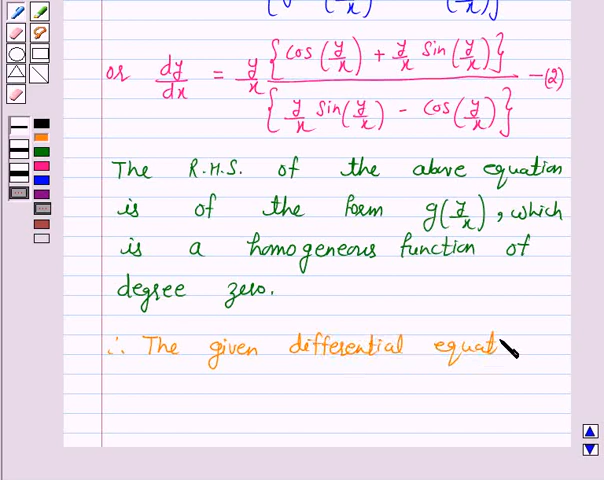 or dy/dx = y/x {cos(y/x) + y/x sin(y/x)} / {y/x sin(y/x) - cos(y/x)} —(2)
The R.H.S. of the above equation
is of the form g(y/x), which
is a homogeneous function of
degree zero.
∴ The given differential equat